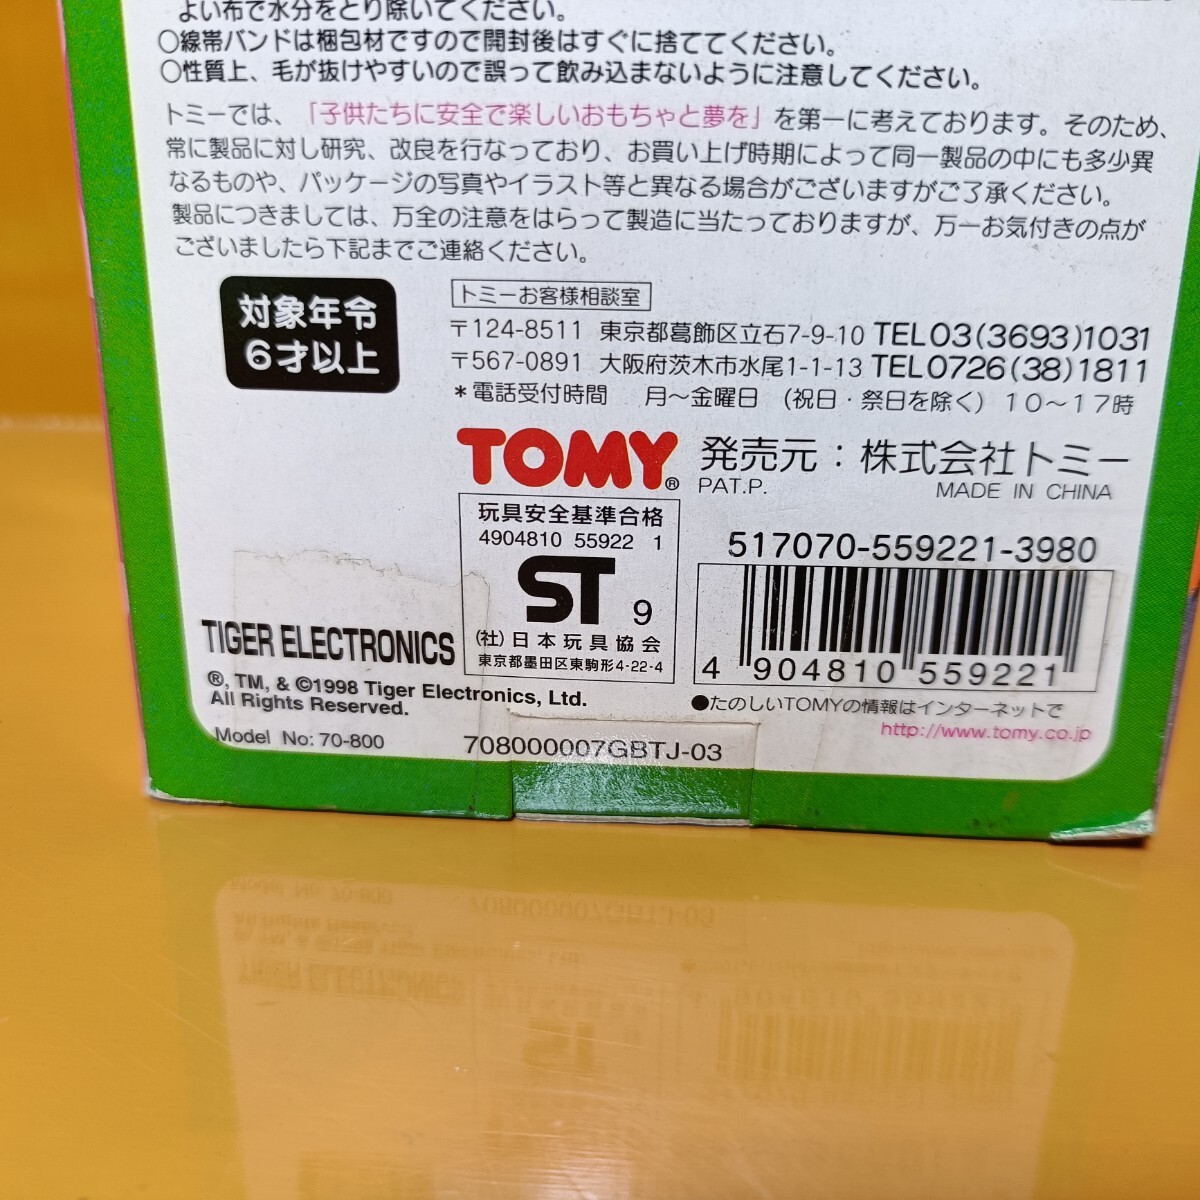 よい布で水分をとり除いてください。
○線帯バンドは梱包材ですので開封後はすぐに捨ててください。
○性質上、毛が抜けやすいので誤って飲み込まないように注意してください。
トミーでは、「子供たちに安全で楽しいおもちゃと夢を」を第一に考えております。そのため、
常に製品に対し研究、改良を行なっており、お買い上げ時期によって同一製品の中にも多少異
なるものや、パッケージの写真やイラスト等と異なる場合がございますがご了承ください。
製品につきましては、万全の注意をはらって製造に当たっておりますが、万一お気付きの点が
ございましたら下記までご連絡ください。
対象年令
6才以上
トミーお客様相談室
〒124-8511 東京都葛飾区立石7-9-10 TEL03(3693)1031
〒567-0891 大阪府茨木市水尾1-1-13 TEL0726(38)1811
*電話受付時間 月～金曜日 (祝日・祭日を除く) 10～17時
TOMY® 発売元：株式会社トミー
PAT.P. MADE IN CHINA
玩具安全基準合格
4904810 55922 1
ST 9
(社)日本玩具協会
東京都墨田区東駒形4-22-4
517070-559221-3980
4 904810 559221
●たのしいTOMYの情報はインターネットで
http://www.tomy.co.jp
TIGER ELECTRONICS
®, TM, & ©1998 Tiger Electronics, Ltd.
All Rights Reserved.
Model No: 70-800
708000007GBTJ-03